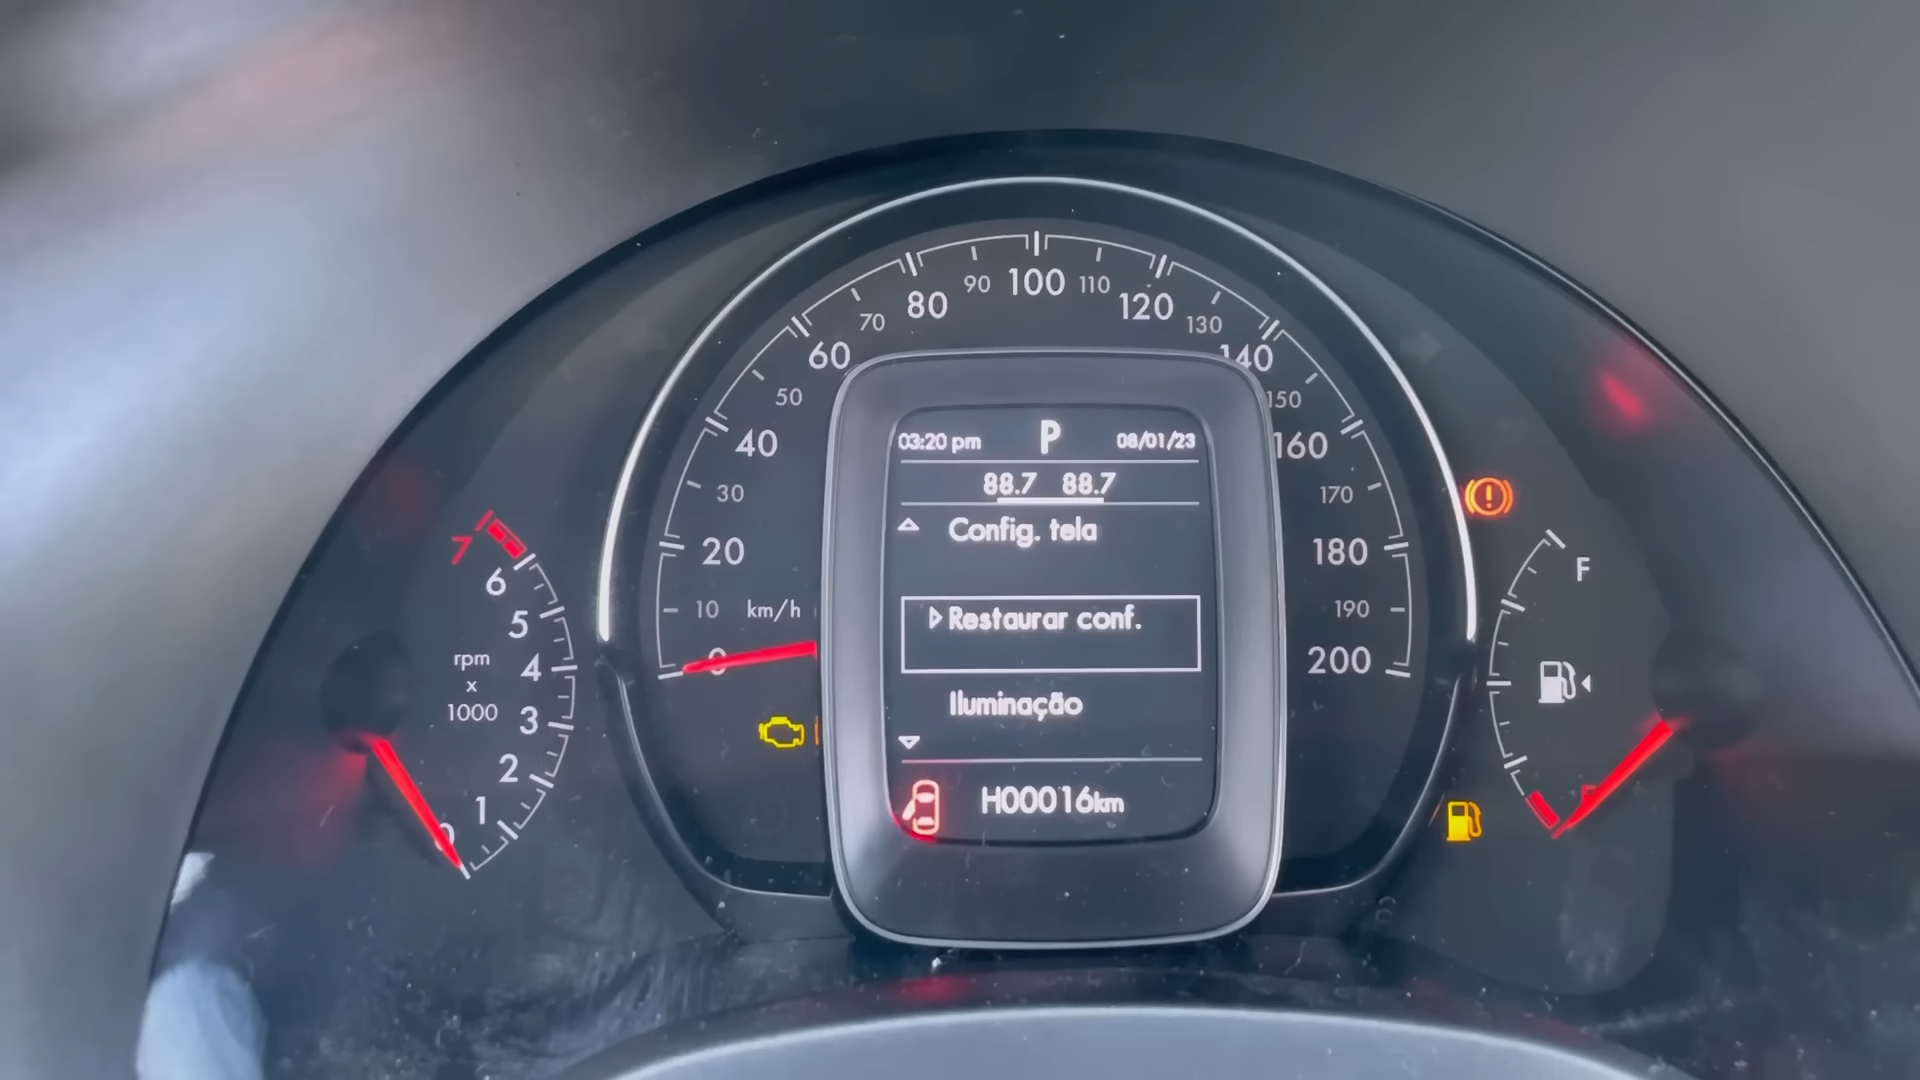 90 100 110
80 120
70 130
60 140
50 150
40 160
30 170
20 180
10 km/h 190
0 200
03:20 pm P 08/01/23
88.7 88.7
Config. tela
Restaurar conf.
Iluminação
H00016km
7
6
5
4
3
2
1
0
rpm
x
1000
F
E